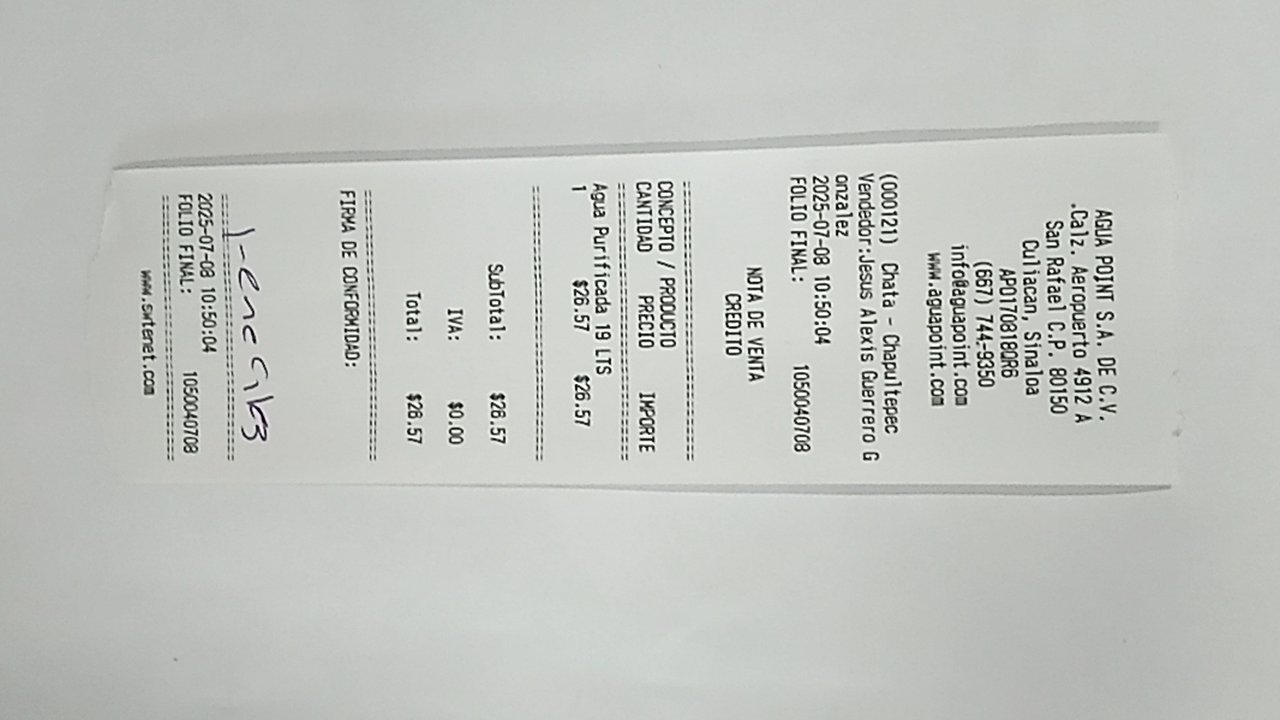 AGUA POINT S.A. DE C.V.
.Calz. Aeropuerto 4912 A
San Rafael C.P. 80150
Culiacan, Sinaloa
APO170818QR6
(667) 744-9350
info@aguapoint.com
www.aguapoint.com
(000121) Chata - Chapultepec
Vendedor:Jesus Alexis Guerrero G
onzalez
2025-07-08 10:50:04
FOLIO FINAL: 1050040708
NOTA DE VENTA
CREDITO
================================
CONCEPTO / PRODUCTO
CANTIDAD PRECIO IMPORTE
================================
Agua Purificada 19 LTS
1 $26.57 $26.57
================================
SubTotal: $26.57
IVA: $0.00
Total: $26.57
================================
FIRMA DE CONFORMIDAD:
================================
2025-07-08 10:50:04
FOLIO FINAL: 1050040708
================================
www.swtenet.com